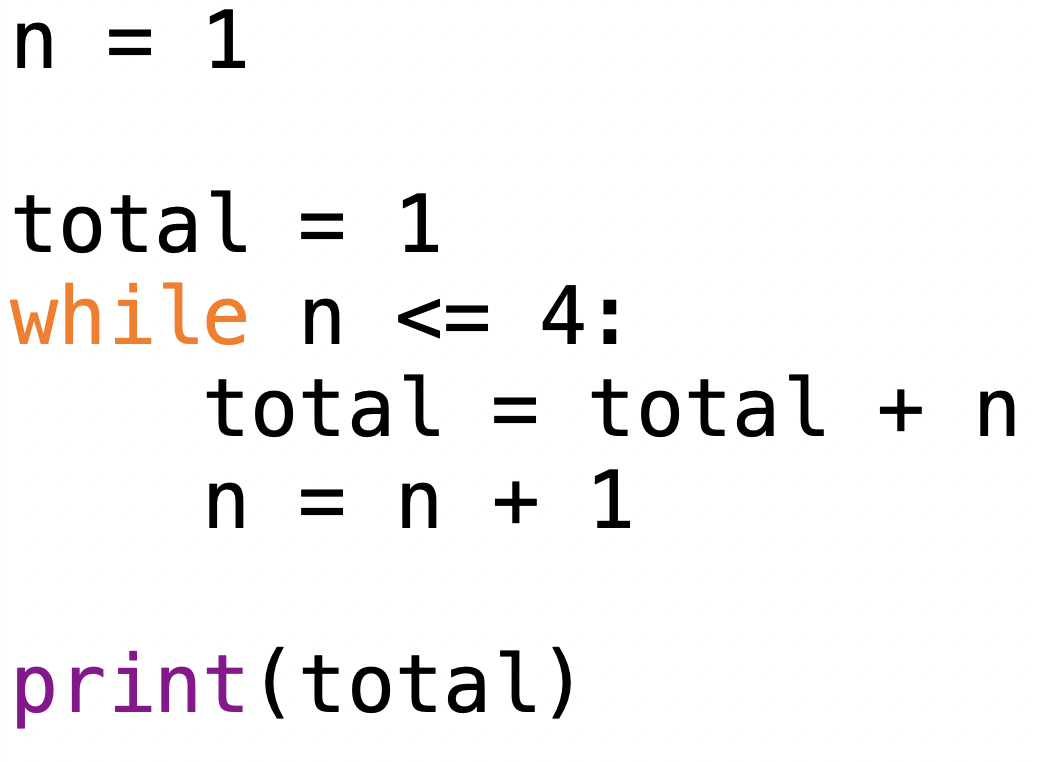 n = 1
total = 1
while n <= 4:
    total = total + n
    n = n + 1
print(total)